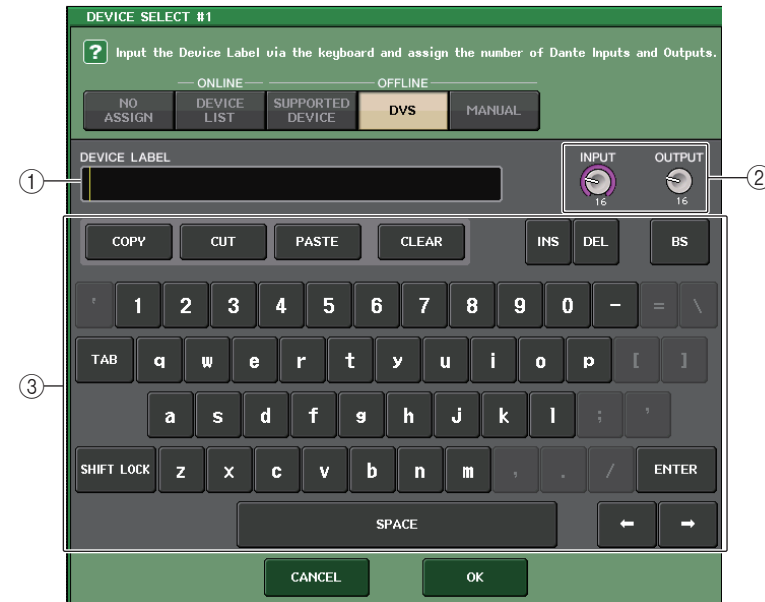 DEVICE SELECT #1
? Input the Device Label via the keyboard and assign the number of Dante Inputs and Outputs.
ONLINE OFFLINE
NO ASSIGN DEVICE LIST SUPPORTED DEVICE DVS MANUAL
DEVICE LABEL INPUT OUTPUT
① ②
16 16
COPY CUT PASTE CLEAR INS DEL BS
' 1 2 3 4 5 6 7 8 9 0 - = \
③
TAB q w e r t y u i o p [ ]
a s d f g h j k l ; '
SHIFT LOCK z x c v b n m , . / ENTER
SPACE ← →
CANCEL OK